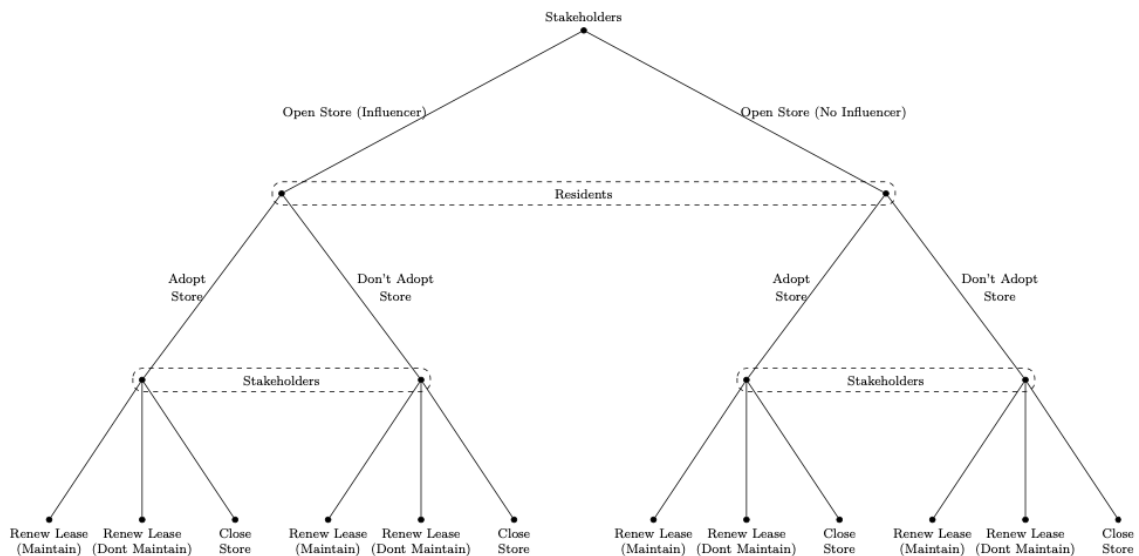 Stakeholders
Open Store (Influencer)
Open Store (No Influencer)
Residents
Adopt
Store
Don't Adopt
Store
Adopt
Store
Don't Adopt
Store
Stakeholders
Stakeholders
Renew Lease
(Maintain)
Renew Lease
(Dont Maintain)
Close
Store
Renew Lease
(Maintain)
Renew Lease
(Dont Maintain)
Close
Store
Renew Lease
(Maintain)
Renew Lease
(Dont Maintain)
Close
Store
Renew Lease
(Maintain)
Renew Lease
(Dont Maintain)
Close
Store